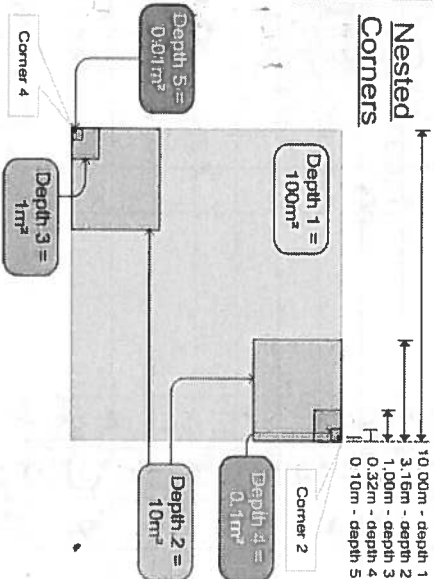 Nested
Corners
10.00m - depth 1
3.16m - depth 2
1.00m - depth 3
0.32m - depth 4
0.10m - depth 5
Depth 1 =
100m²
Corner 2
Depth 5 =
0.01m²
Corner 4
Depth 3 =
1m²
Depth 4 =
0.1m²
Depth 2 =
10m²